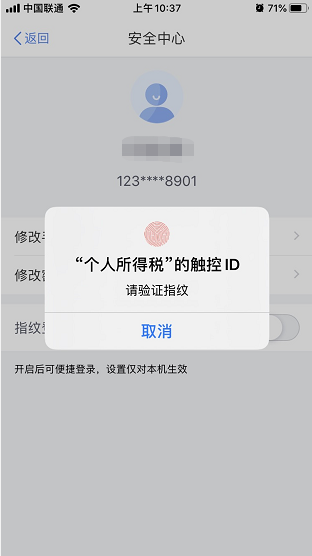 中国联通 上午10:37 71%
返回 安全中心
123****8901
修改
“个人所得税”的触控 ID
请验证指纹
修改
取消
指纹
开启后可便捷登录，设置仅对本机生效